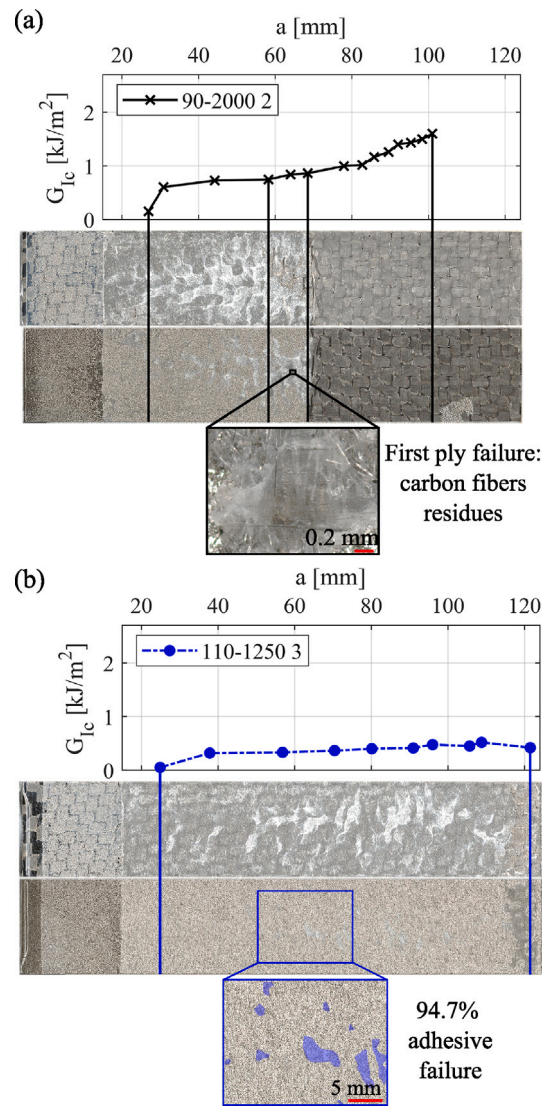 (a)
a [mm]
20 40 60 80 100 120
G_Ic [kJ/m²]
2
1
0
90-2000 2
First ply failure:
carbon fibers
residues
0.2 mm
(b)
a [mm]
20 40 60 80 100 120
G_Ic [kJ/m²]
2
1
0
110-1250 3
94.7%
adhesive
failure
5 mm